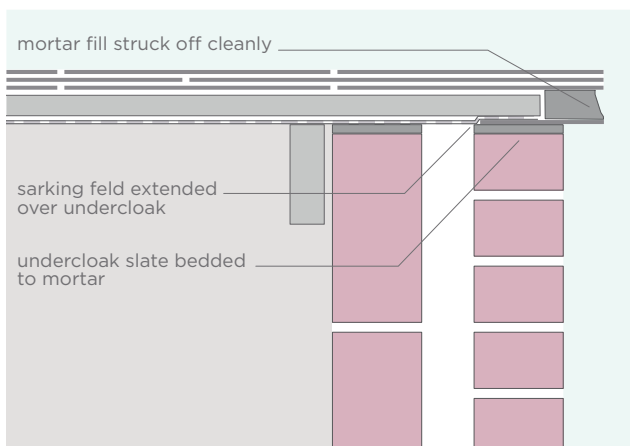 mortar fill struck off cleanly
sarking feld extended
over undercloak
undercloak slate bedded
to mortar